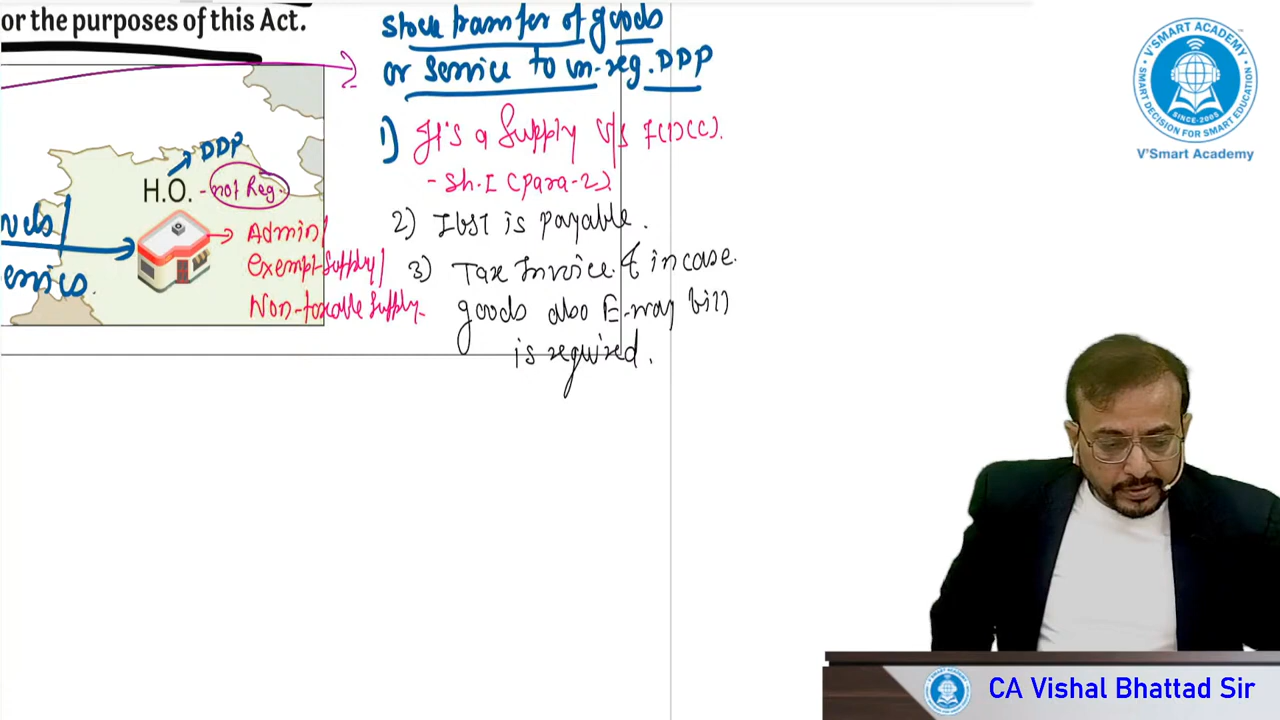 or the purposes of this Act.
stock transfer of goods
or service to un-reg. DDP
1) It's a supply u/s 7(1)(c).
- Sh. I (para-2)
2) IGST is payable.
3) Tax Invoice & incase
goods also E-way bill
is required.
DDP
H.O. - not Reg.
Admin/
exempt supply/
Non-taxable supply.
V'SMART ACADEMY
SMART DECISION FOR SMART EDUCATION
SINCE-2005
V'Smart Academy
CA Vishal Bhattad Sir